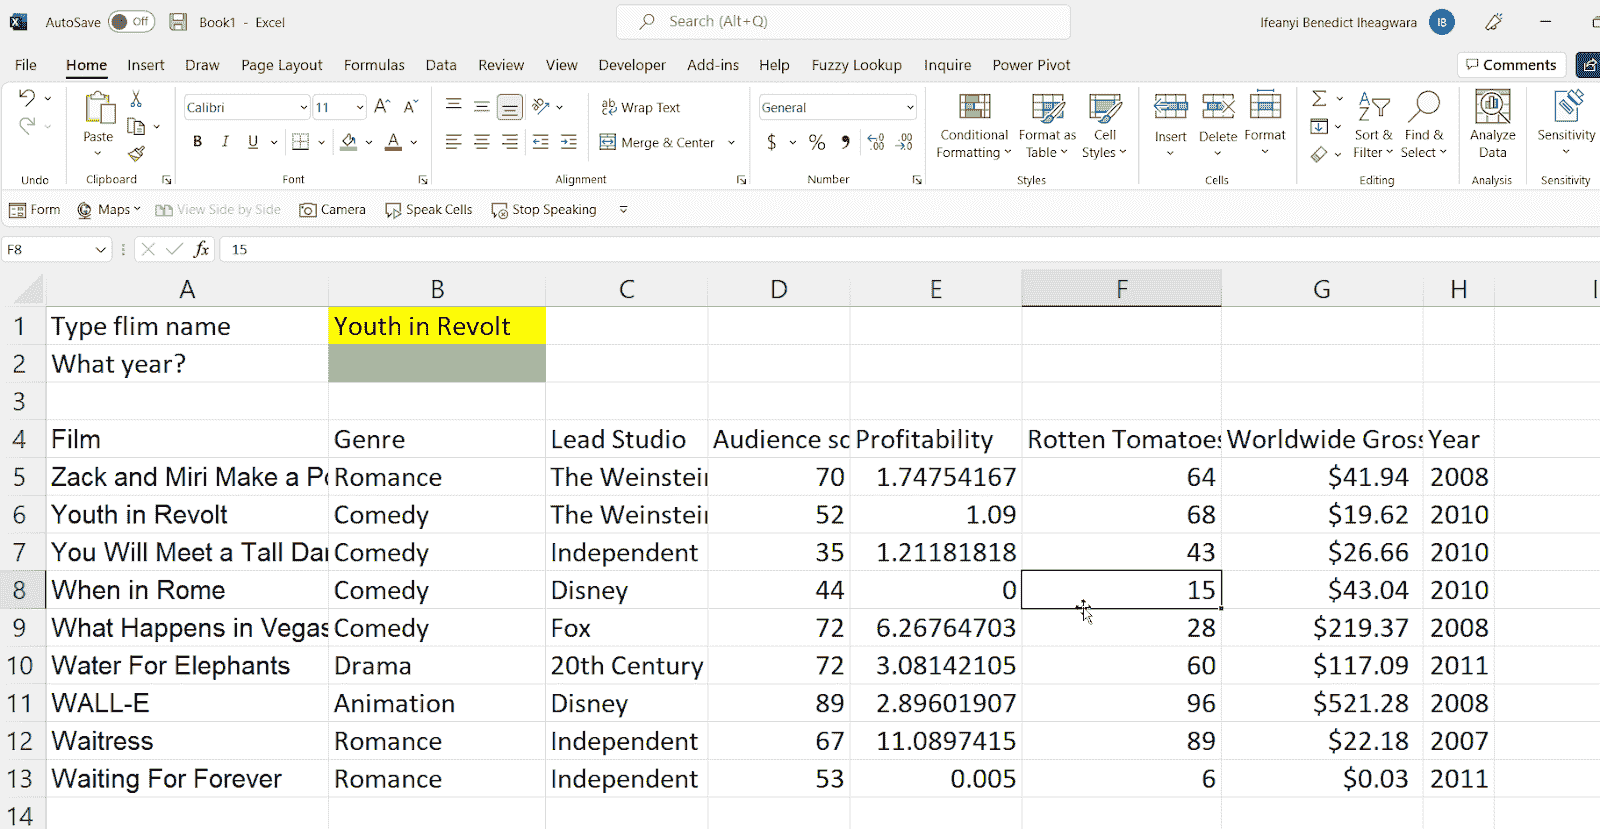 AutoSave Off Book1 - Excel Search (Alt+Q) Ifeanyi Benedict Iheagwara IB
File Home Insert Draw Page Layout Formulas Data Review View Developer Add-ins Help Fuzzy Lookup Inquire Power Pivot Comments
Calibri 11 A^ A˅ ab Wrap Text General
Paste B I U A Merge & Center $ % , .00 .00
Conditional Formatting Format as Table Cell Styles Insert Delete Format Sort & Filter Find & Select Analyze Data Sensitivity
Undo Clipboard Font Alignment Number Styles Cells Editing Analysis Sensitivity
Form Maps View Side by Side Camera Speak Cells Stop Speaking
F8 fx 15
A B C D E F G H I
1 Type flim name Youth in Revolt
2 What year?
3
4 Film Genre Lead Studio Audience sc Profitability Rotten Tomatoes Worldwide Gross Year
5 Zack and Miri Make a Po Romance The Weinstein 70 1.74754167 64 $41.94 2008
6 Youth in Revolt Comedy The Weinstein 52 1.09 68 $19.62 2010
7 You Will Meet a Tall Dar Comedy Independent 35 1.21181818 43 $26.66 2010
8 When in Rome Comedy Disney 44 0 15 $43.04 2010
9 What Happens in Vegas Comedy Fox 72 6.26764703 28 $219.37 2008
10 Water For Elephants Drama 20th Century 72 3.08142105 60 $117.09 2011
11 WALL-E Animation Disney 89 2.89601907 96 $521.28 2008
12 Waitress Romance Independent 67 11.0897415 89 $22.18 2007
13 Waiting For Forever Romance Independent 53 0.005 6 $0.03 2011
14